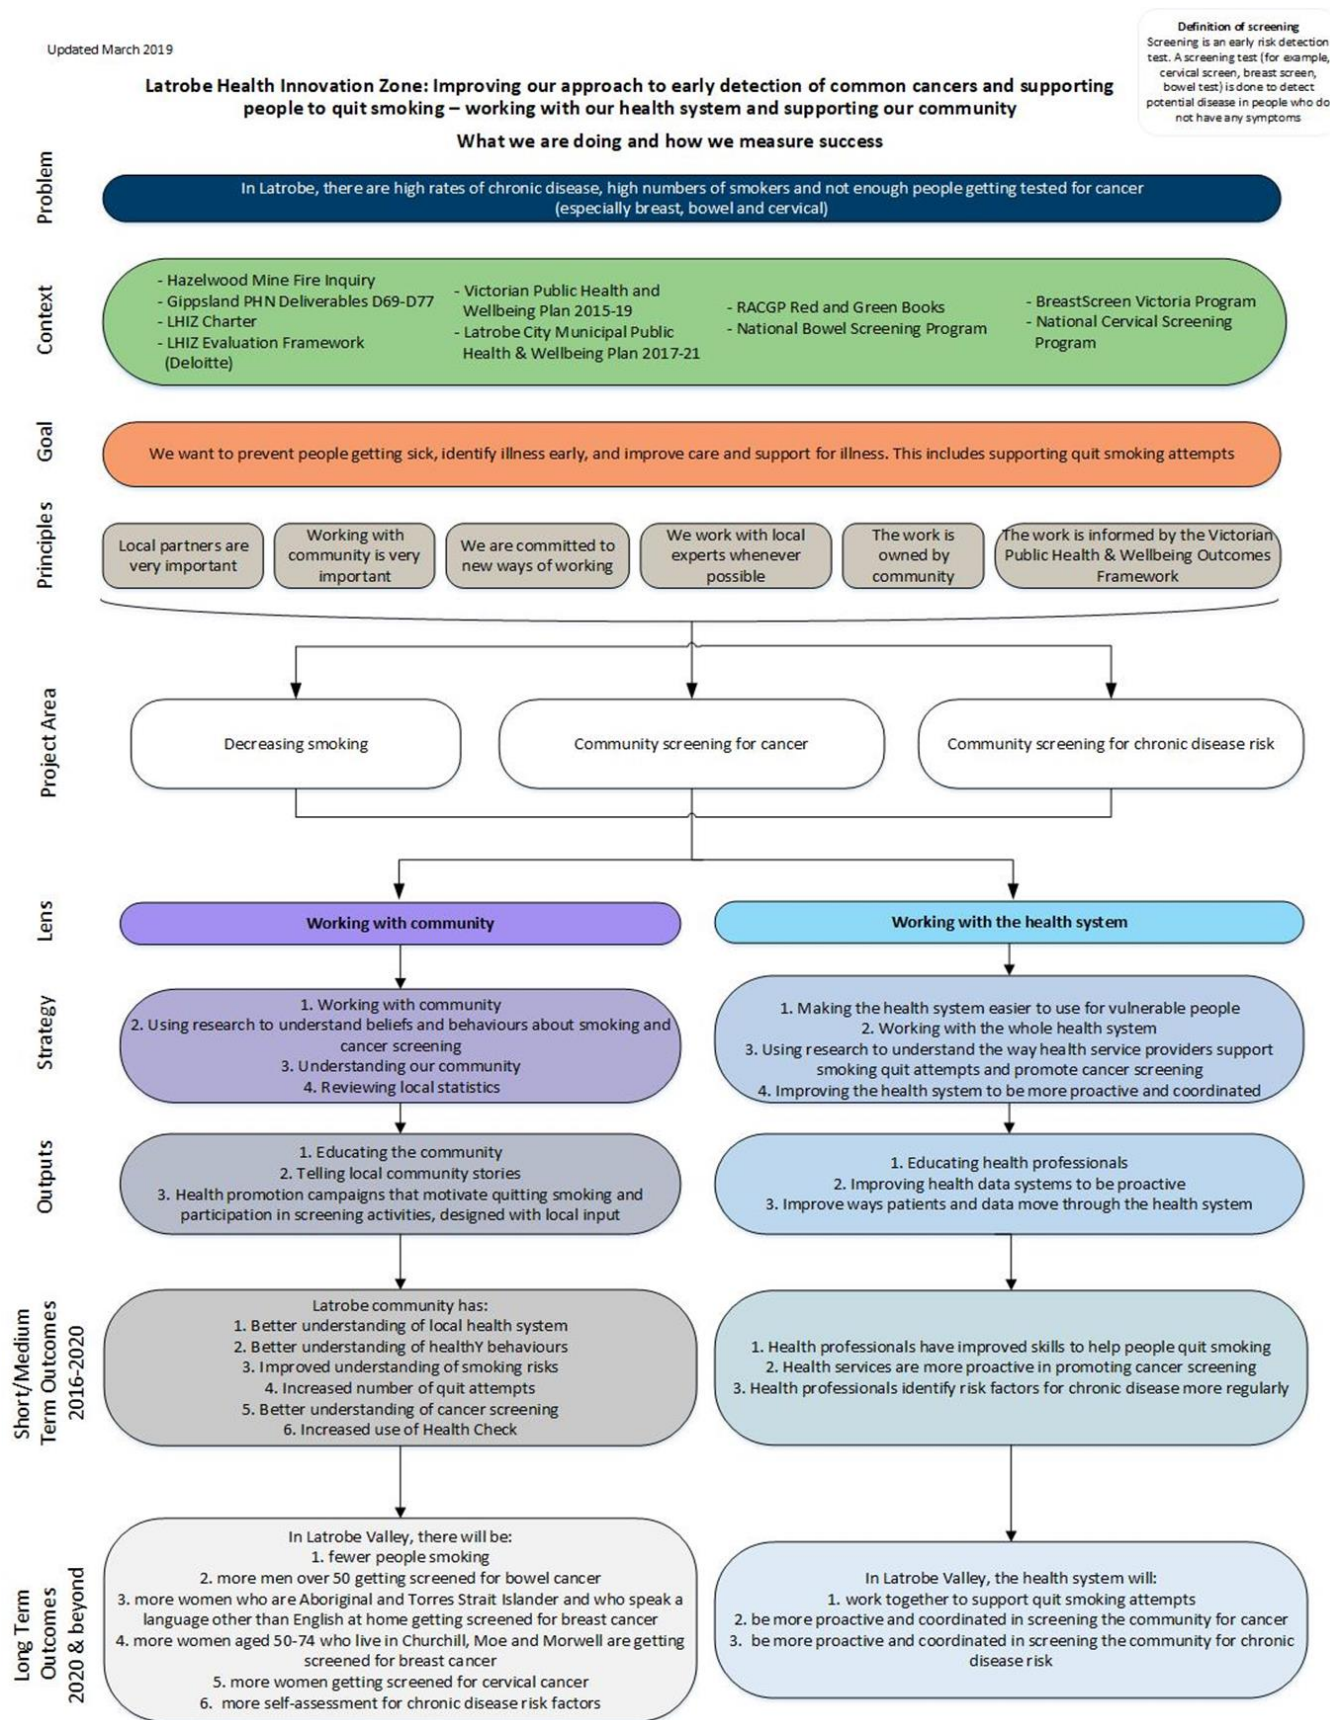 Updated March 2019
Definition of screening
Screening is an early risk detection
test. A screening test (for example,
cervical screen, breast screen,
bowel test) is done to detect
potential disease in people who do
not have any symptoms
Latrobe Health Innovation Zone: Improving our approach to early detection of common cancers and supporting
people to quit smoking – working with our health system and supporting our community
What we are doing and how we measure success
Problem
In Latrobe, there are high rates of chronic disease, high numbers of smokers and not enough people getting tested for cancer
(especially breast, bowel and cervical)
Context
- Hazelwood Mine Fire Inquiry
- Gippsland PHN Deliverables D69-D77
- LHIZ Charter
- LHIZ Evaluation Framework
(Deloitte)
- Victorian Public Health and
Wellbeing Plan 2015-19
- Latrobe City Municipal Public
Health & Wellbeing Plan 2017-21
- RACGP Red and Green Books
- National Bowel Screening Program
- BreastScreen Victoria Program
- National Cervical Screening
Program
Goal
We want to prevent people getting sick, identify illness early, and improve care and support for illness. This includes supporting quit smoking attempts
Principles
Local partners are
very important
Working with
community is very
important
We are committed to
new ways of working
We work with local
experts whenever
possible
The work is
owned by
community
The work is informed by the Victorian
Public Health & Wellbeing Outcomes
Framework
Project Area
Decreasing smoking
Community screening for cancer
Community screening for chronic disease risk
Lens
Working with community
Working with the health system
Strategy
1. Working with community
2. Using research to understand beliefs and behaviours about smoking and
cancer screening
3. Understanding our community
4. Reviewing local statistics
1. Making the health system easier to use for vulnerable people
2. Working with the whole health system
3. Using research to understand the way health service providers support
smoking quit attempts and promote cancer screening
4. Improving the health system to be more proactive and coordinated
Outputs
1. Educating the community
2. Telling local community stories
3. Health promotion campaigns that motivate quitting smoking and
participation in screening activities, designed with local input
1. Educating health professionals
2. Improving health data systems to be proactive
3. Improve ways patients and data move through the health system
Short/Medium
Term Outcomes
2016-2020
Latrobe community has:
1. Better understanding of local health system
2. Better understanding of healthY behaviours
3. Improved understanding of smoking risks
4. Increased number of quit attempts
5. Better understanding of cancer screening
6. Increased use of Health Check
1. Health professionals have improved skills to help people quit smoking
2. Health services are more proactive in promoting cancer screening
3. Health professionals identify risk factors for chronic disease more regularly
Long Term
Outcomes
2020 & beyond
In Latrobe Valley, there will be:
1. fewer people smoking
2. more men over 50 getting screened for bowel cancer
3. more women who are Aboriginal and Torres Strait Islander and who speak a
language other than English at home getting screened for breast cancer
4. more women aged 50-74 who live in Churchill, Moe and Morwell are getting
screened for breast cancer
5. more women getting screened for cervical cancer
6. more self-assessment for chronic disease risk factors
In Latrobe Valley, the health system will:
1. work together to support quit smoking attempts
2. be more proactive and coordinated in screening the community for cancer
3. be more proactive and coordinated in screening the community for chronic
disease risk